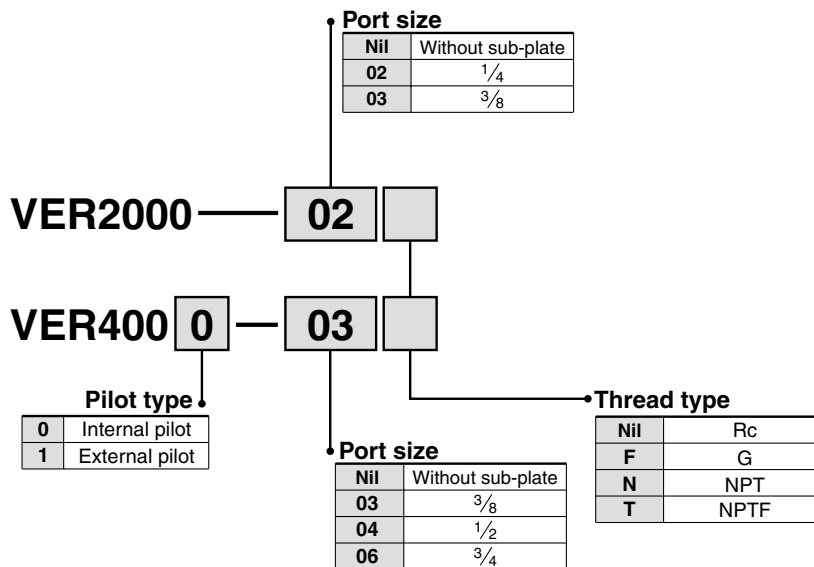 Port size
Nil Without sub-plate
02 1/4
03 3/8
VER2000 — 02
VER400 0 — 03
Pilot type
0 Internal pilot
1 External pilot
Port size
Nil Without sub-plate
03 3/8
04 1/2
06 3/4
Thread type
Nil Rc
F G
N NPT
T NPTF